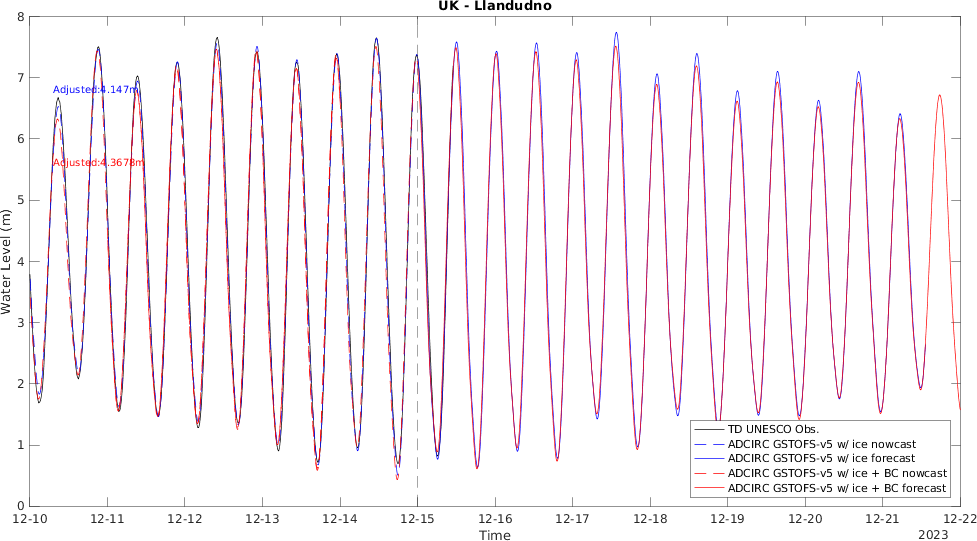 UK - Llandudno
8
7
6
5
4
3
2
1
0
Water Level (m)
Adjusted:4.147m
Adjusted:4.3678m
TD UNESCO Obs.
ADCIRC GSTOFS-v5 w/ ice nowcast
ADCIRC GSTOFS-v5 w/ ice forecast
ADCIRC GSTOFS-v5 w/ ice + BC nowcast
ADCIRC GSTOFS-v5 w/ ice + BC forecast
12-10 12-11 12-12 12-13 12-14 12-15 12-16 12-17 12-18 12-19 12-20 12-21 12-22
Time
2023